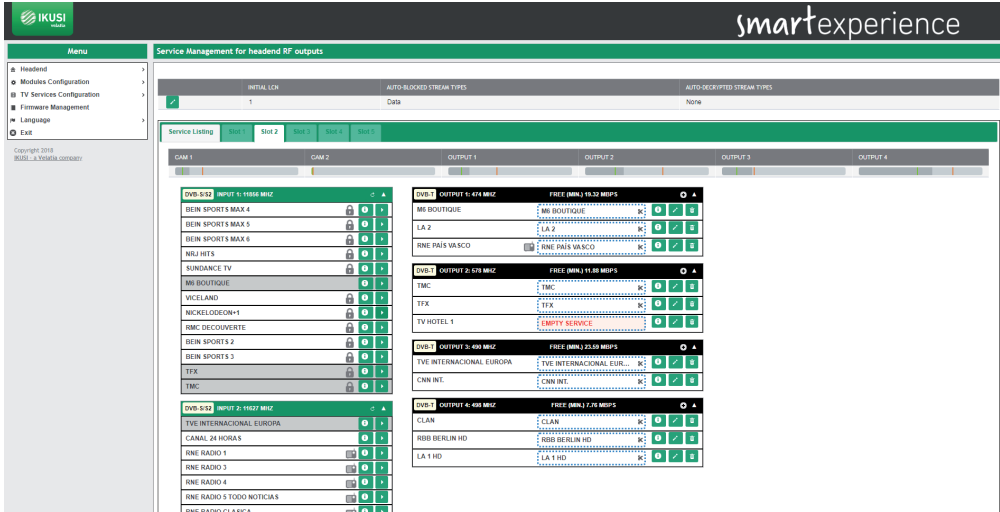 IKUSI
velatia
smartexperience
Menu
Service Management for headend RF outputs
Headend
Modules Configuration
TV Services Configuration
Firmware Management
Language
Exit
Copyright 2018
IKUSI - a Velatia company
INITIAL LCN AUTO-BLOCKED STREAM TYPES AUTO-DECRYPTED STREAM TYPES
1 Data None
Service Listing Slot 1 Slot 2 Slot 3 Slot 4 Slot 5
CAM 1 CAM 2 OUTPUT 1 OUTPUT 2 OUTPUT 3 OUTPUT 4
DVB-S/S2 INPUT 1: 11856 MHZ
BEIN SPORTS MAX 4
BEIN SPORTS MAX 5
BEIN SPORTS MAX 6
NRJ HITS
SUNDANCE TV
M6 BOUTIQUE
VICELAND
NICKELODEON+1
RMC DECOUVERTE
BEIN SPORTS 2
BEIN SPORTS 3
TFX
TMC
DVB-S/S2 INPUT 2: 11627 MHZ
TVE INTERNACIONAL EUROPA
CANAL 24 HORAS
RNE RADIO 1
RNE RADIO 3
RNE RADIO 4
RNE RADIO 5 TODO NOTICIAS
RNE RADIO CLASICA
DVB-T OUTPUT 1: 474 MHZ FREE (MIN.) 19.32 MBPS
M6 BOUTIQUE M6 BOUTIQUE
LA 2 LA 2
RNE PAÍS VASCO RNE PAÍS VASCO
DVB-T OUTPUT 2: 578 MHZ FREE (MIN.) 11.88 MBPS
TMC TMC
TFX TFX
TV HOTEL 1 EMPTY SERVICE
DVB-T OUTPUT 3: 490 MHZ FREE (MIN.) 23.59 MBPS
TVE INTERNACIONAL EUROPA TVE INTERNACIONAL EUR...
CNN INT. CNN INT.
DVB-T OUTPUT 4: 498 MHZ FREE (MIN.) 7.76 MBPS
CLAN CLAN
RBB BERLIN HD RBB BERLIN HD
LA 1 HD LA 1 HD